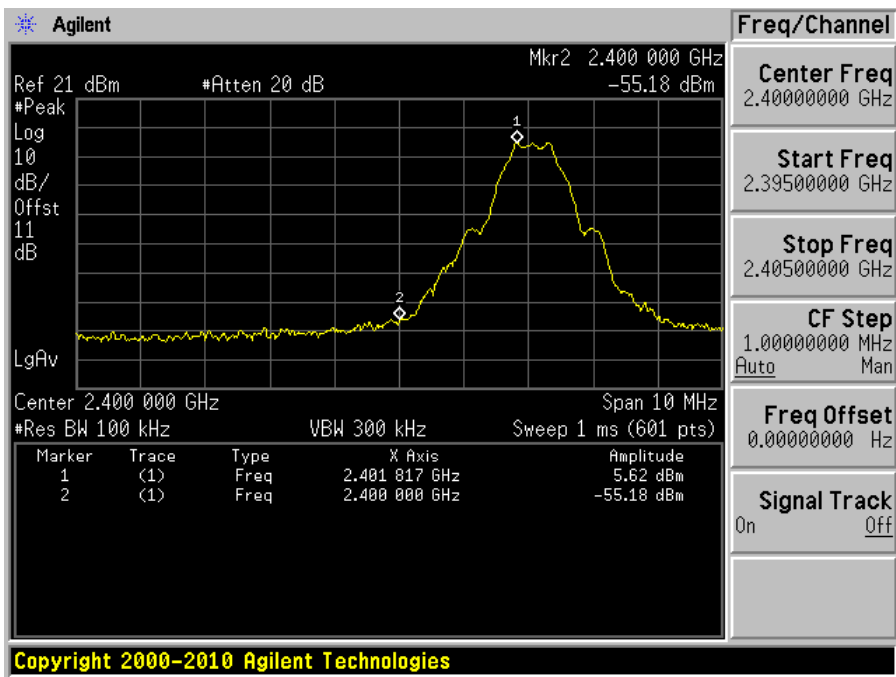 Agilent
Freq/Channel
Mkr2 2.400 000 GHz
Ref 21 dBm #Atten 20 dB -55.18 dBm
#Peak
Log
10
dB/
Offst
11
dB
LgAv
1
2
Center 2.400 000 GHz Span 10 MHz
#Res BW 100 kHz VBW 300 kHz Sweep 1 ms (601 pts)
Marker Trace Type X Axis Amplitude
1 (1) Freq 2.401 817 GHz 5.62 dBm
2 (1) Freq 2.400 000 GHz -55.18 dBm
Center Freq
2.40000000 GHz
Start Freq
2.39500000 GHz
Stop Freq
2.40500000 GHz
CF Step
1.00000000 MHz
Auto Man
Freq Offset
0.00000000 Hz
Signal Track
On Off
Copyright 2000-2010 Agilent Technologies